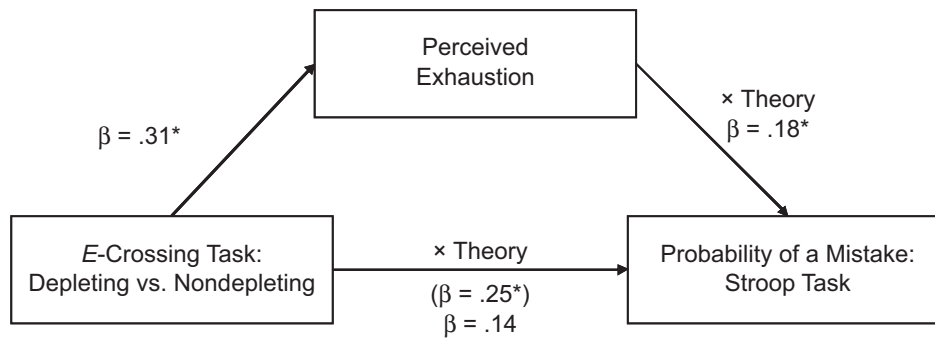 Perceived
Exhaustion
β = .31*
× Theory
β = .18*
E-Crossing Task:
Depleting vs. Nondepleting
× Theory
(β = .25*)
β = .14
Probability of a Mistake:
Stroop Task